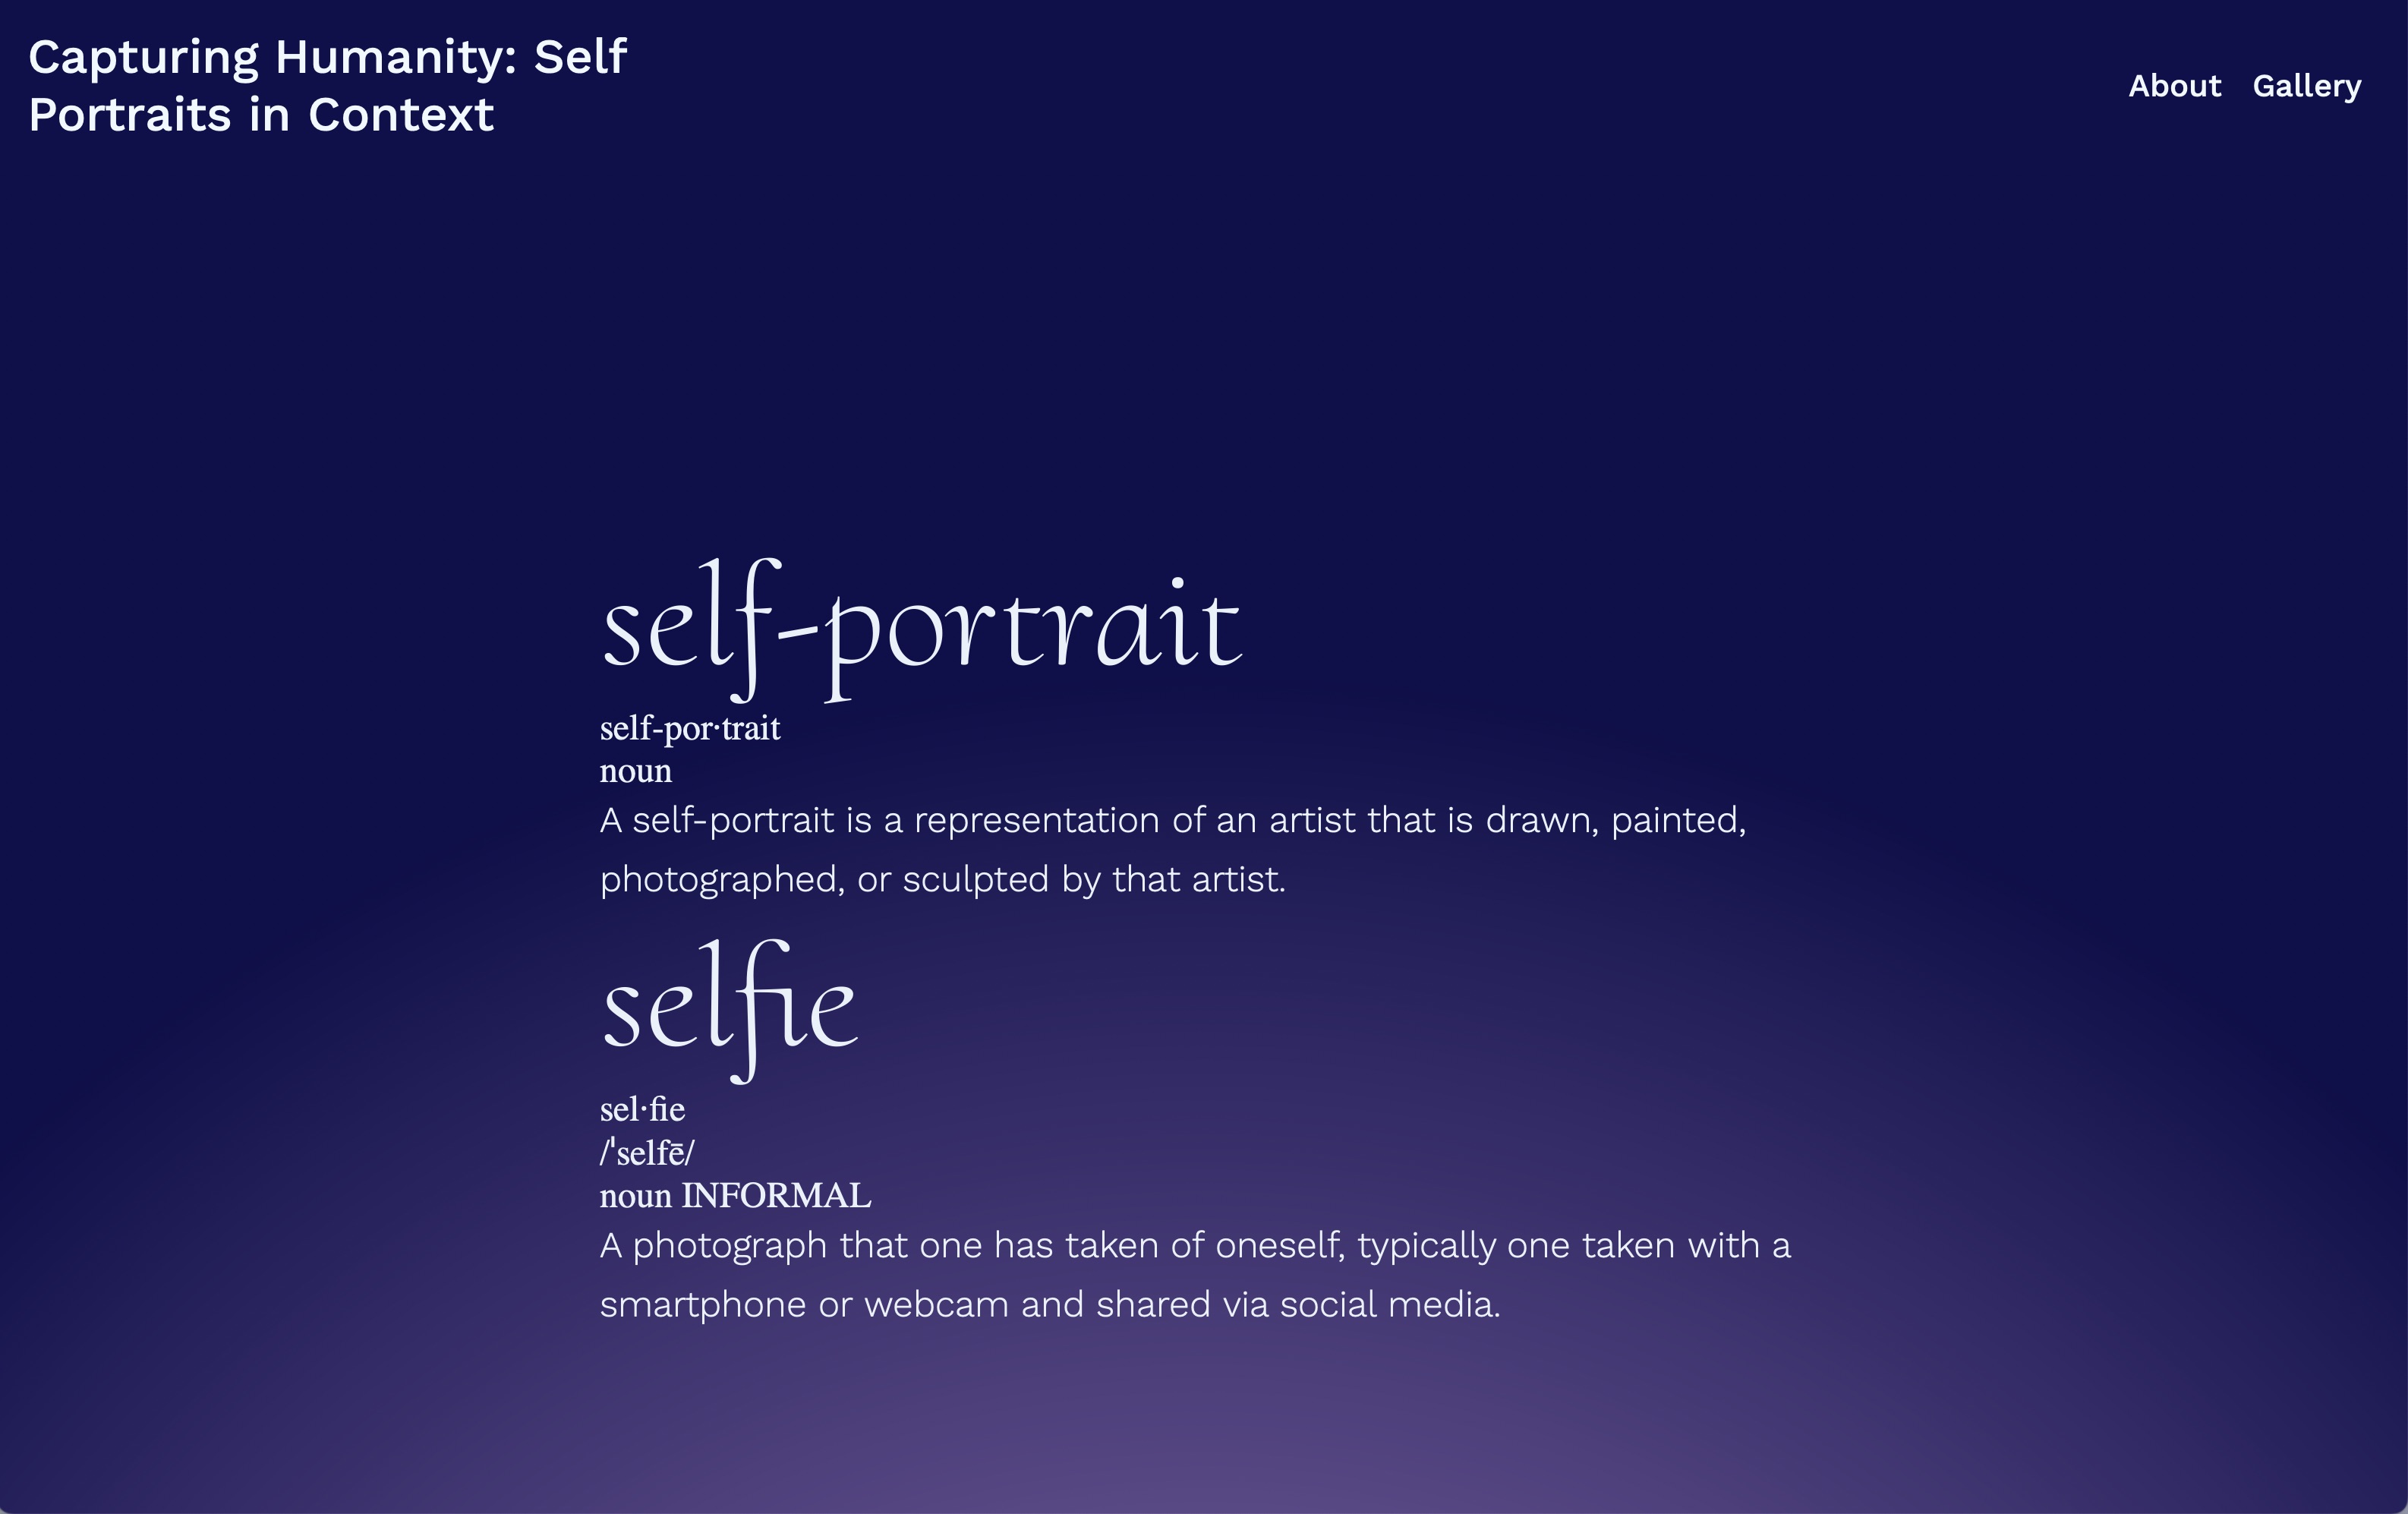 Capturing Humanity: Self
Portraits in Context
About Gallery
self-portrait
self-por·trait
noun
A self-portrait is a representation of an artist that is drawn, painted,
photographed, or sculpted by that artist.
selfie
sel·fie
/ˈselfē/
noun INFORMAL
A photograph that one has taken of oneself, typically one taken with a
smartphone or webcam and shared via social media.